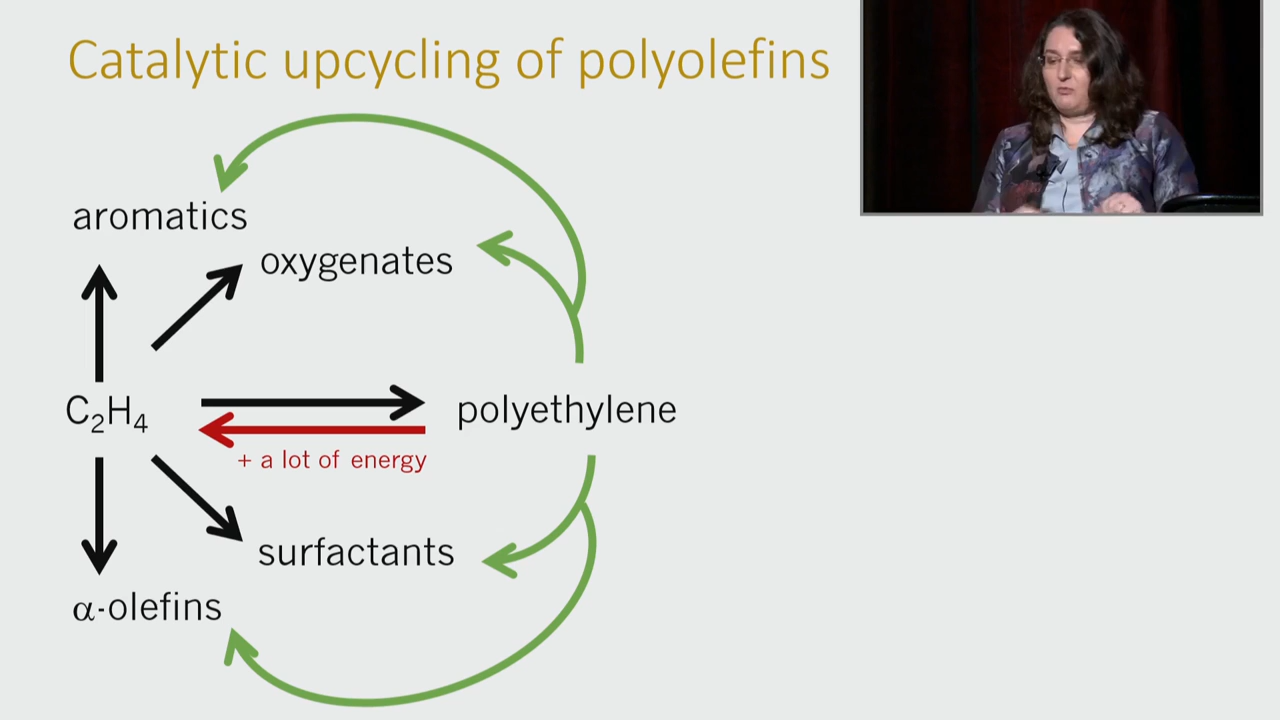 Catalytic upcycling of polyolefins
aromatics
oxygenates
C₂H₄
polyethylene
+ a lot of energy
surfactants
α-olefins